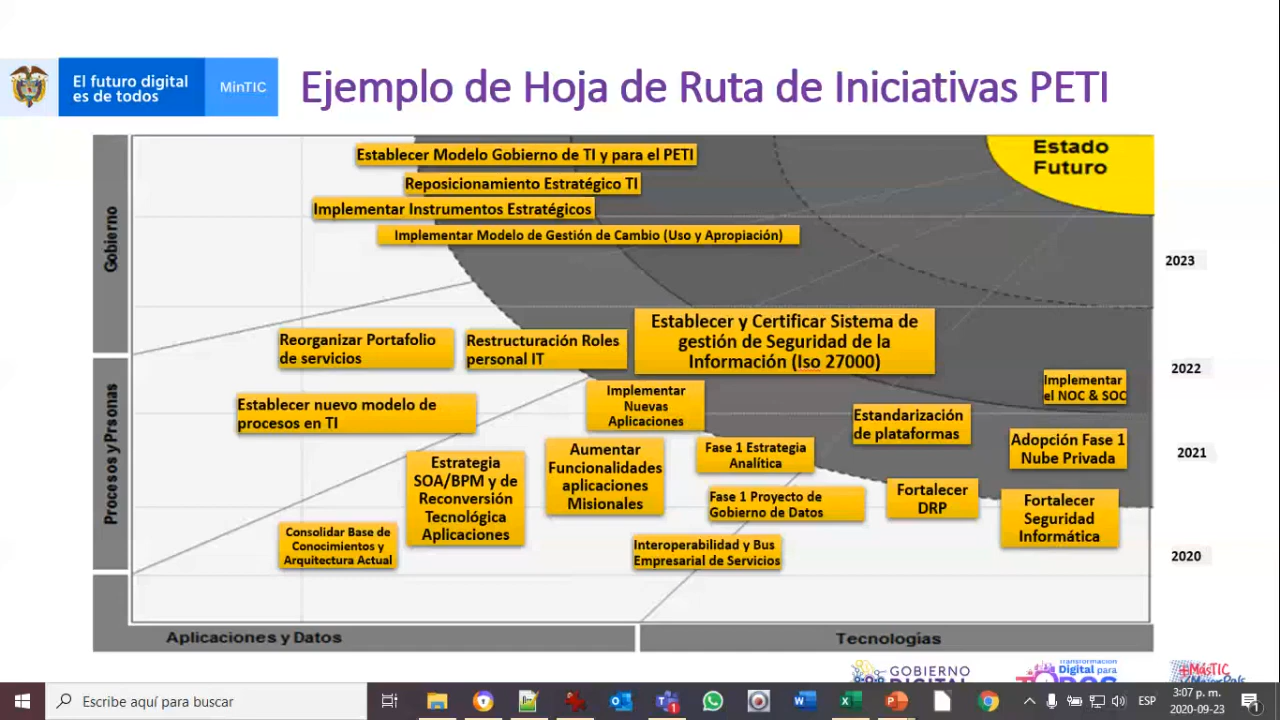 El futuro digital
es de todos
MinTIC
Ejemplo de Hoja de Ruta de Iniciativas PETI
Estado
Futuro
Establecer Modelo Gobierno de TI y para el PETI
Reposicionamiento Estratégico TI
Implementar Instrumentos Estratégicos
Implementar Modelo de Gestión de Cambio (Uso y Apropiación)
Gobierno
2023
Reorganizar Portafolio
de servicios
Restructuración Roles
personal IT
Establecer y Certificar Sistema de
gestión de Seguridad de la
Información (Iso 27000)
2022
Procesos y Prsonas
Establecer nuevo modelo de
procesos en TI
Implementar
Nuevas
Aplicaciones
Estandarización
de plataformas
Implementar
el NOC & SOC
Estrategia
SOA/BPM y de
Reconversión
Tecnológica
Aplicaciones
Aumentar
Funcionalidades
aplicaciones
Misionales
Fase 1 Estrategia
Analítica
Adopción Fase 1
Nube Privada
2021
Fase 1 Proyecto de
Gobierno de Datos
Fortalecer
DRP
Fortalecer
Seguridad
Informática
Consolidar Base de
Conocimientos y
Arquitectura Actual
Interoperabilidad y Bus
Empresarial de Servicios
2020
Aplicaciones y Datos
Tecnologías
GOBIERNO
DIGITAL
Transformación
Digital para
TODOS
#MásTIC
Escribe aquí para buscar
ESP
3:07 p. m.
2020-09-23
1